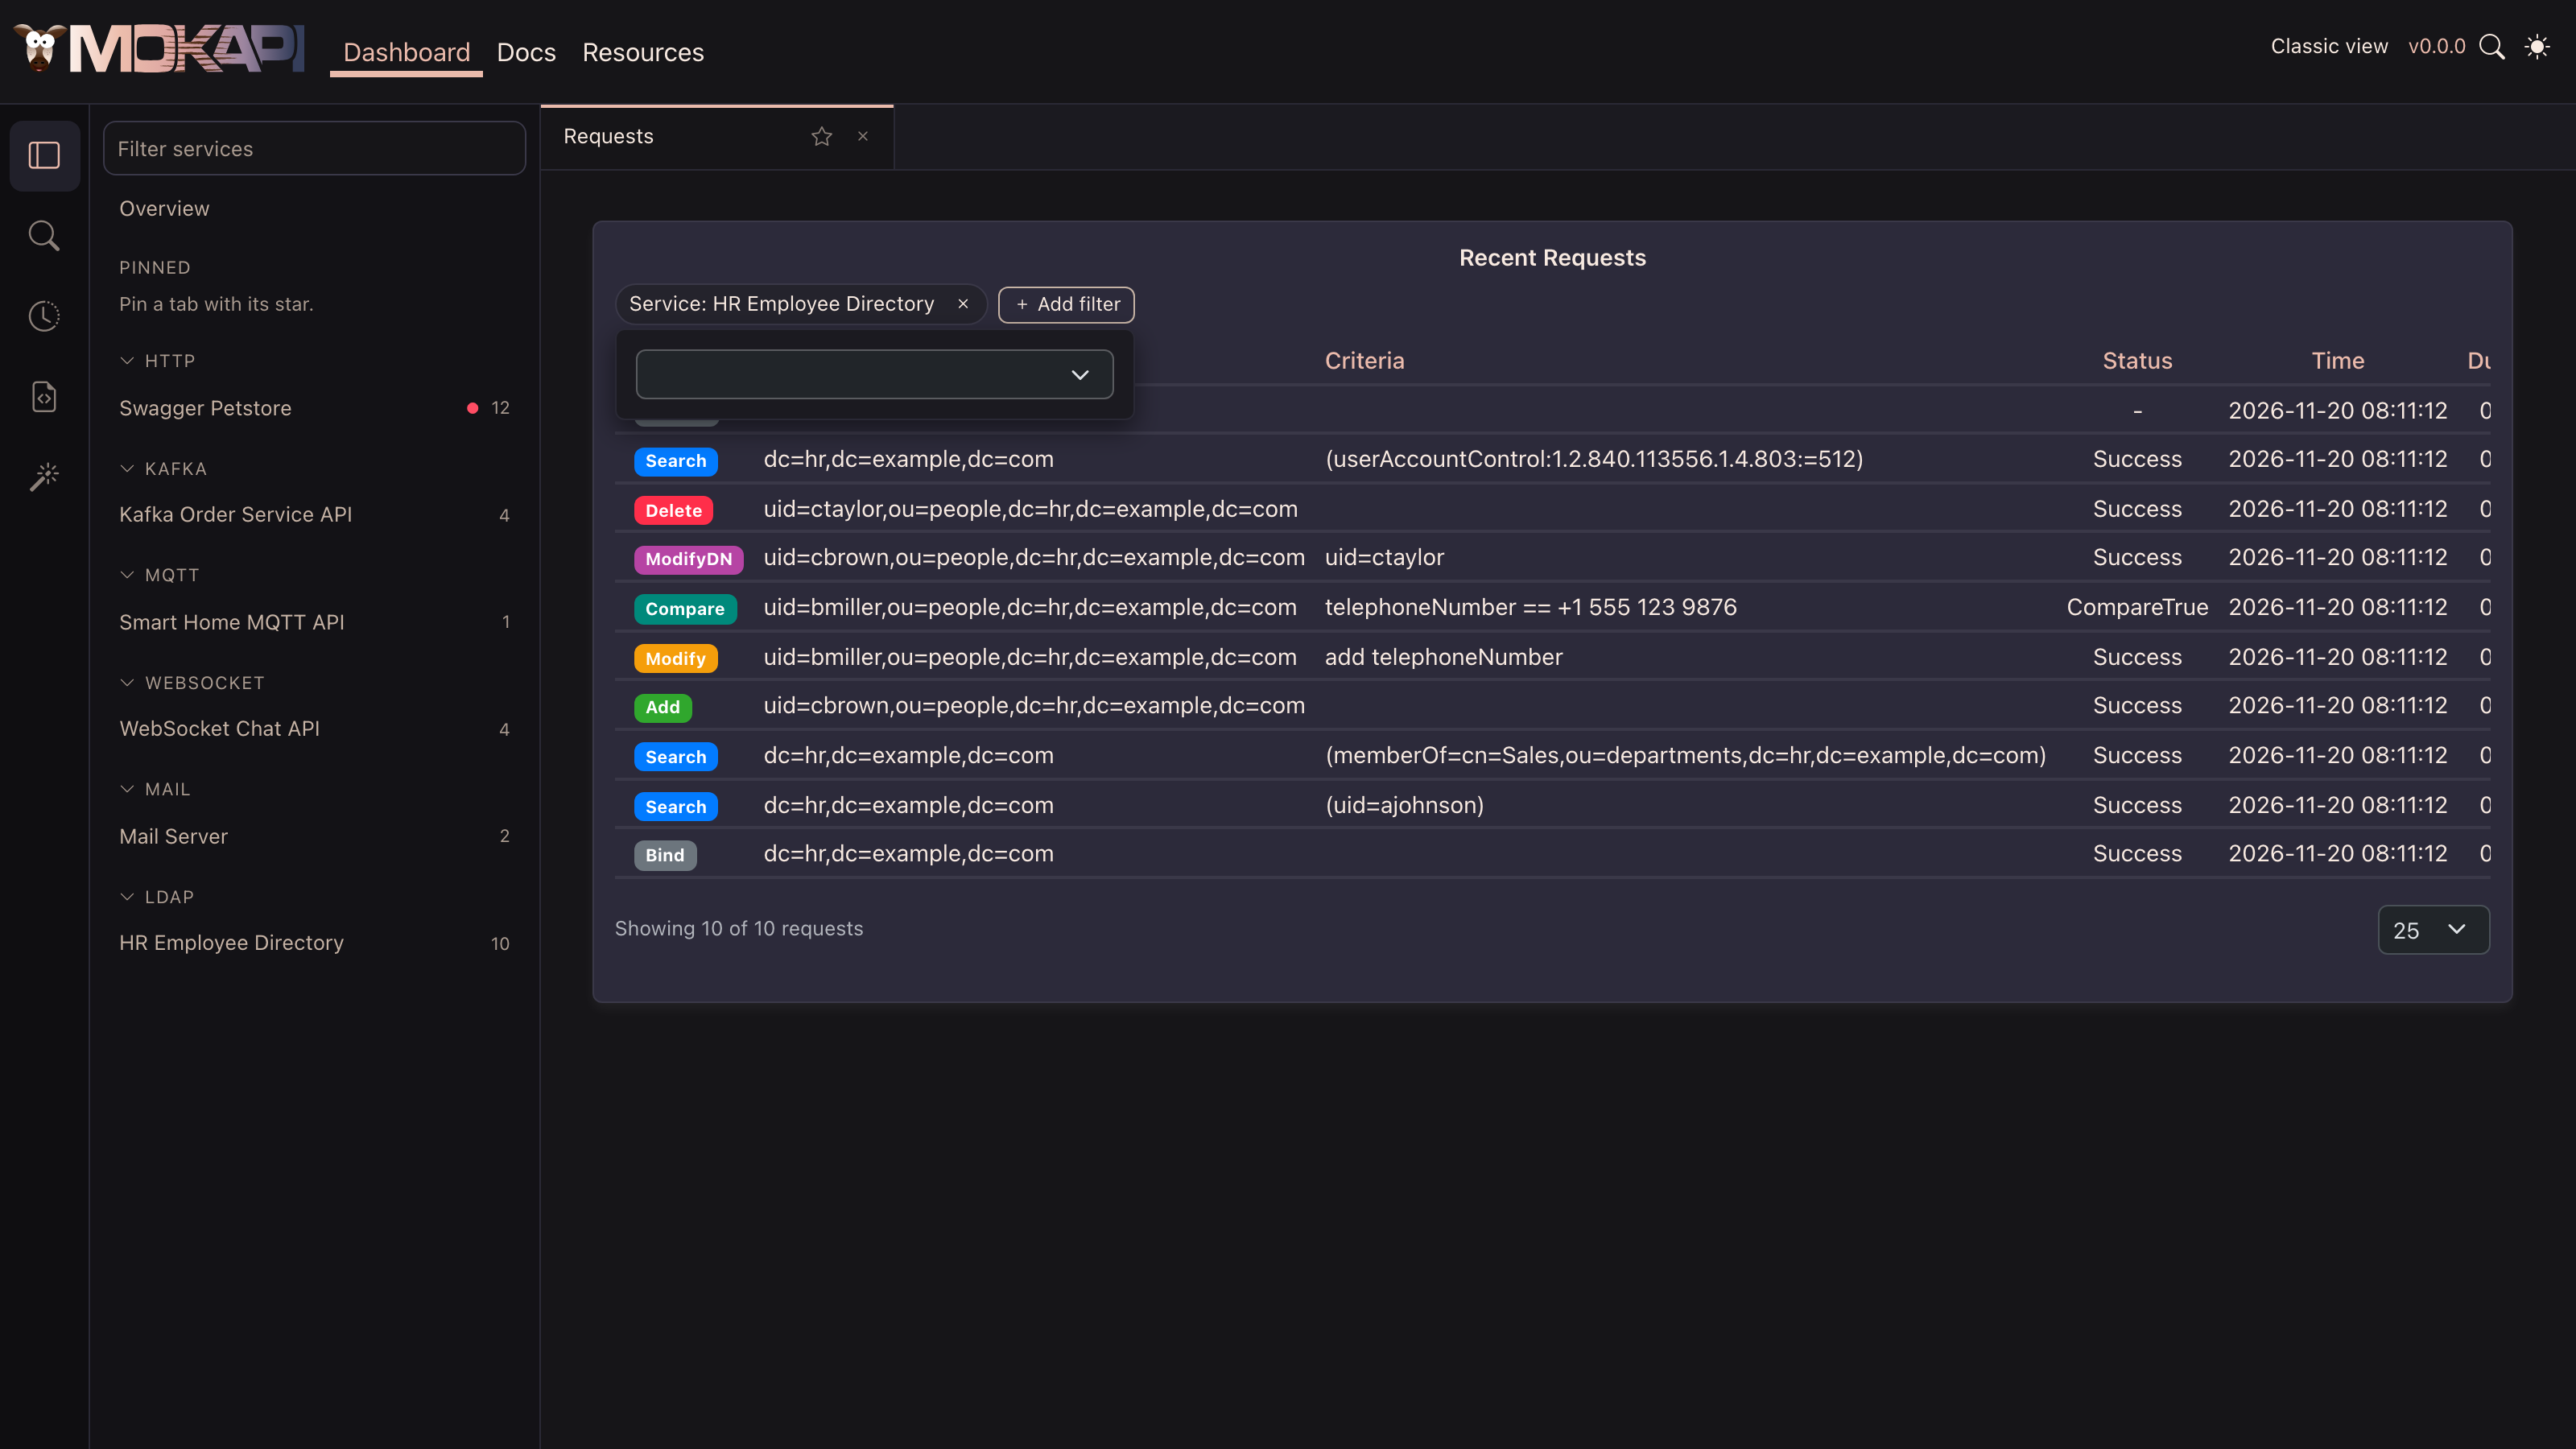 MOKAPI
Dashboard Docs Resources
Classic view v0.0.0
Filter services
Overview
PINNED
Pin a tab with its star.
HTTP
Swagger Petstore 12
KAFKA
Kafka Order Service API 4
MQTT
Smart Home MQTT API 1
WEBSOCKET
WebSocket Chat API 4
MAIL
Mail Server 2
LDAP
HR Employee Directory 10
Requests
Recent Requests
Service: HR Employee Directory × + Add filter
Criteria Status Time
- 2026-11-20 08:11:12 0
Search dc=hr,dc=example,dc=com (userAccountControl:1.2.840.113556.1.4.803:=512) Success 2026-11-20 08:11:12 0
Delete uid=ctaylor,ou=people,dc=hr,dc=example,dc=com Success 2026-11-20 08:11:12 0
ModifyDN uid=cbrown,ou=people,dc=hr,dc=example,dc=com uid=ctaylor Success 2026-11-20 08:11:12 0
Compare uid=bmiller,ou=people,dc=hr,dc=example,dc=com telephoneNumber == +1 555 123 9876 CompareTrue 2026-11-20 08:11:12 0
Modify uid=bmiller,ou=people,dc=hr,dc=example,dc=com add telephoneNumber Success 2026-11-20 08:11:12 0
Add uid=cbrown,ou=people,dc=hr,dc=example,dc=com Success 2026-11-20 08:11:12 0
Search dc=hr,dc=example,dc=com (memberOf=cn=Sales,ou=departments,dc=hr,dc=example,dc=com) Success 2026-11-20 08:11:12 0
Search dc=hr,dc=example,dc=com (uid=ajohnson) Success 2026-11-20 08:11:12 0
Bind dc=hr,dc=example,dc=com Success 2026-11-20 08:11:12 0
Showing 10 of 10 requests
25